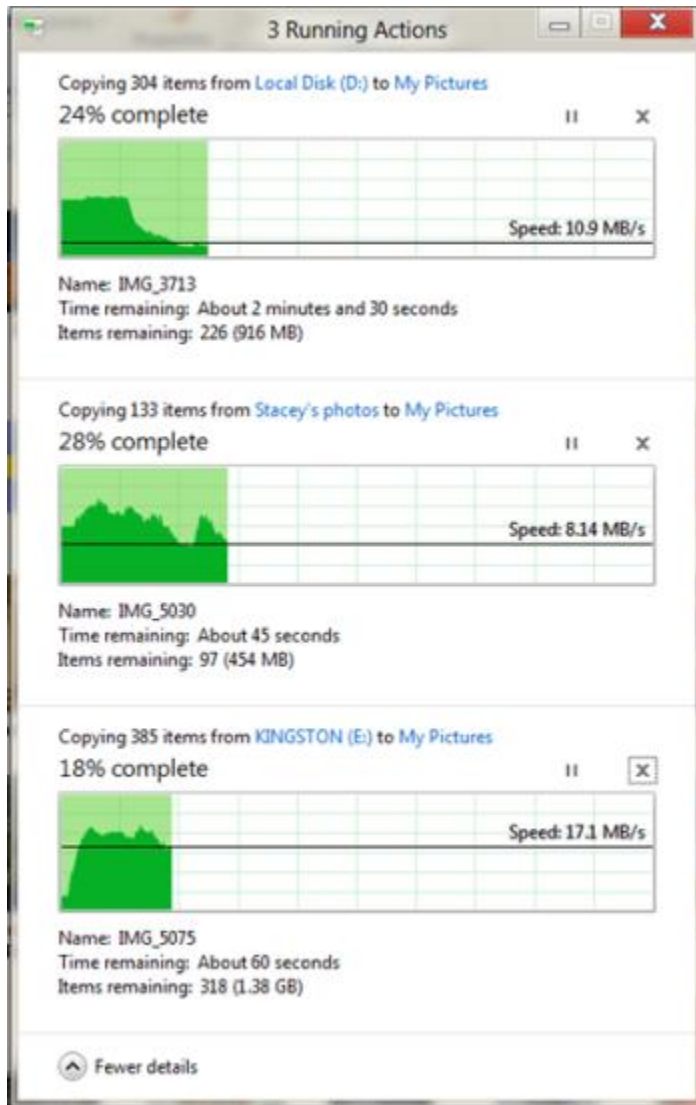 3 Running Actions
Copying 304 items from Local Disk (D:) to My Pictures
24% complete
Speed: 10.9 MB/s
Name: IMG_3713
Time remaining: About 2 minutes and 30 seconds
Items remaining: 226 (916 MB)
Copying 133 items from Stacey's photos to My Pictures
28% complete
Speed: 8.14 MB/s
Name: IMG_5030
Time remaining: About 45 seconds
Items remaining: 97 (454 MB)
Copying 385 items from KINGSTON (E:) to My Pictures
18% complete
Speed: 17.1 MB/s
Name: IMG_5075
Time remaining: About 60 seconds
Items remaining: 318 (1.38 GB)
Fewer details